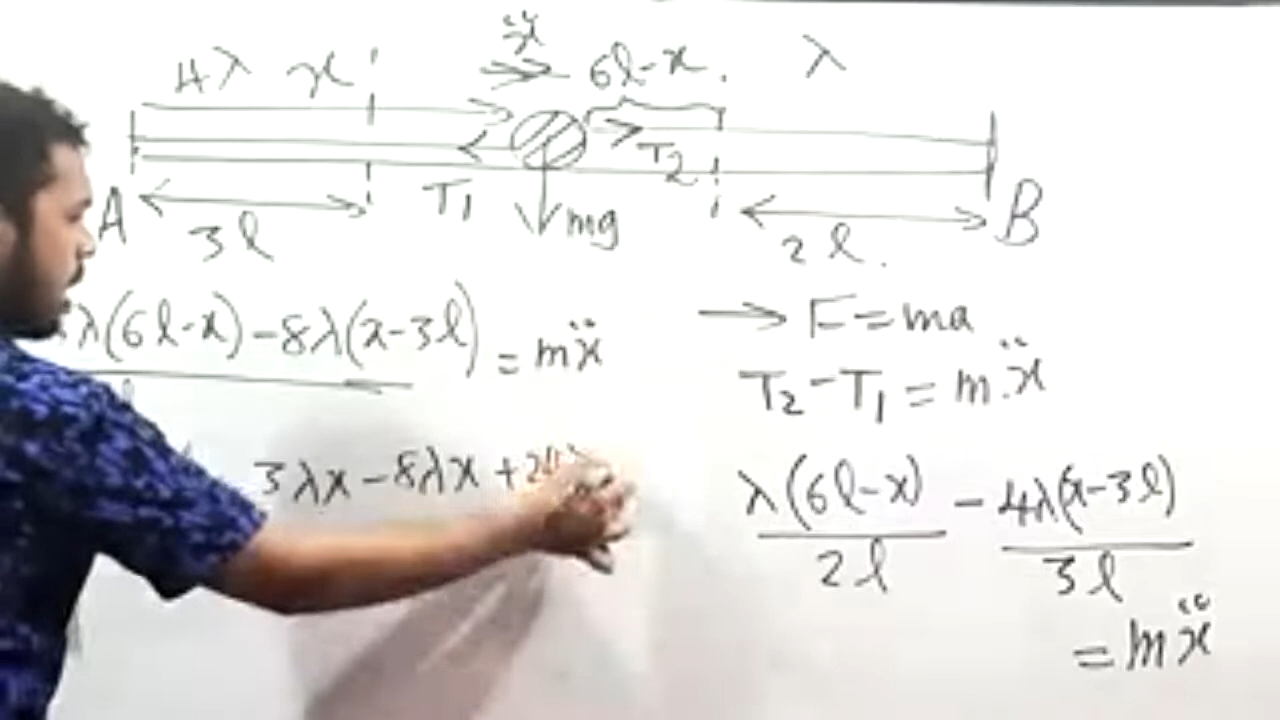 4λ x ẍ 6l-x. λ
T₁ T₂
A 3l mg 2l. B
λ(6l-x) - 8λ(x-3l) = mẍ
→ F = ma
T₂ - T₁ = m.ẍ
3λx - 8λx + 24
λ(6l-x)/2l - 4λ(x-3l)/3l
= mẍ